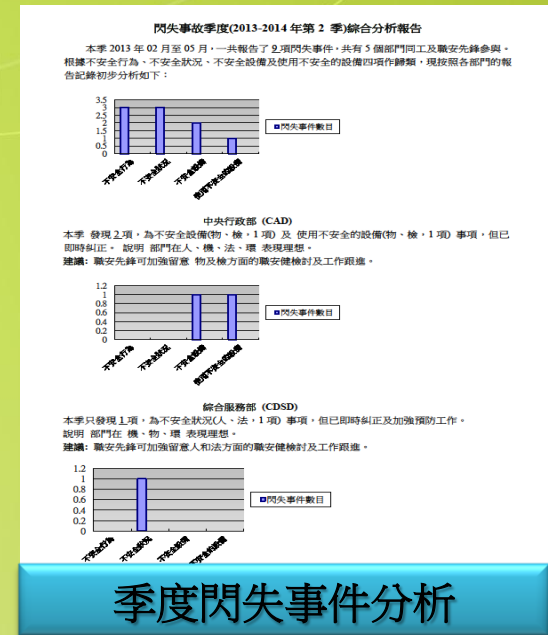 閃失事故季度(2013-2014 年第 2 季)綜合分析報告
本季 2013 年 02 月至 05 月，一共報告了 9 項閃失事件，共有 5 個部門同工及職安先鋒參與。
根據不安全行為、不安全狀況、不安全設備及使用不安全的設備四項作歸類，現按照各部門的報
告記錄初步分析如下：
3.5
3
2.5
2
1.5
1
0.5
0
閃失事件數目
不安全行為
不安全狀況
不安全設備
使用不安全的設備
中央行政部 (CAD)
本季 發現 2 項，為不安全設備(物、檢，1 項) 及 使用不安全的設備(物、檢，1 項) 事項，但已
即時糾正。 說明 部門在人、機、法、環 表現理想。
建議: 職安先鋒可加強留意 物及檢方面的職安健檢討及工作跟進。
1.2
1
0.8
0.6
0.4
0.2
0
閃失事件數目
不安全行為
不安全狀況
不安全設備
使用不安全的設備
綜合服務部 (CDSD)
本季只發現 1 項，為不安全狀況(人、法，1 項) 事項，但已即時糾正及加強預防工作。
說明 部門在 機、物、環 表現理想。
建議: 職安先鋒可加強留意人和法方面的職安健檢討及工作跟進。
1.2
1
0.8
0.6
0.4
0.2
0
閃失事件數目
不安全行為
不安全狀況
不安全設備
季度閃失事件分析